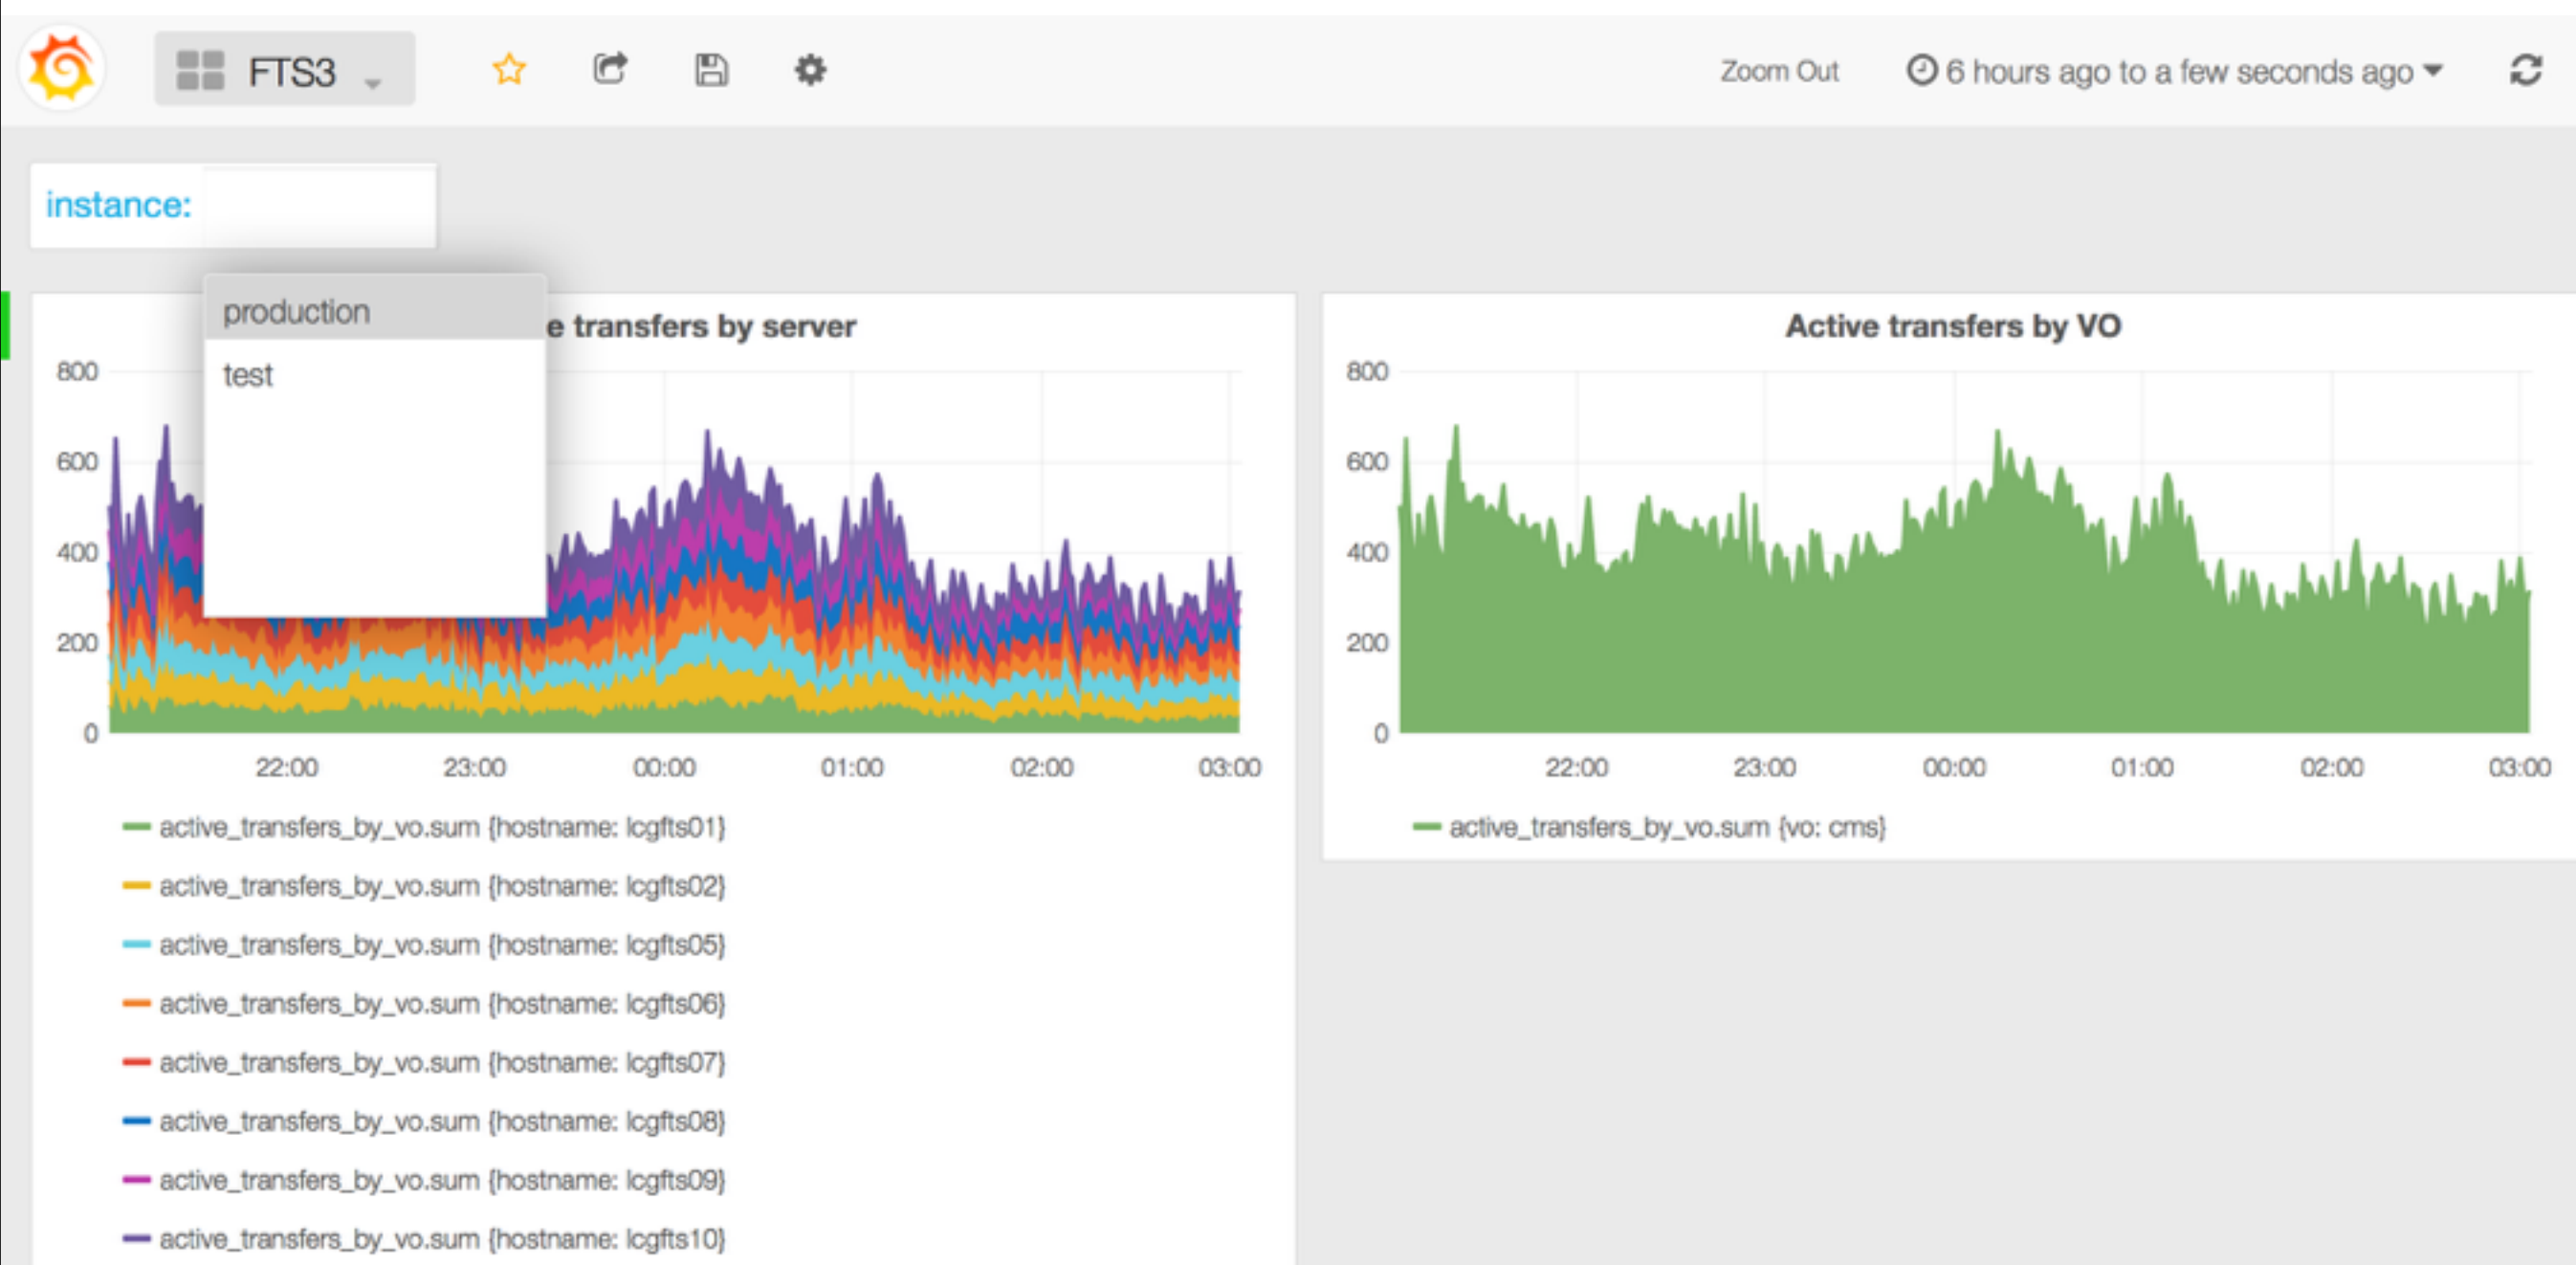 FTS3
Zoom Out
6 hours ago to a few seconds ago
instance:
production
test
e transfers by server
800
600
400
200
0
22:00 23:00 00:00 01:00 02:00 03:00
active_transfers_by_vo.sum {hostname: lcgfts01}
active_transfers_by_vo.sum {hostname: lcgfts02}
active_transfers_by_vo.sum {hostname: lcgfts05}
active_transfers_by_vo.sum {hostname: lcgfts06}
active_transfers_by_vo.sum {hostname: lcgfts07}
active_transfers_by_vo.sum {hostname: lcgfts08}
active_transfers_by_vo.sum {hostname: lcgfts09}
active_transfers_by_vo.sum {hostname: lcgfts10}
Active transfers by VO
800
600
400
200
0
22:00 23:00 00:00 01:00 02:00 03:00
active_transfers_by_vo.sum {vo: cms}